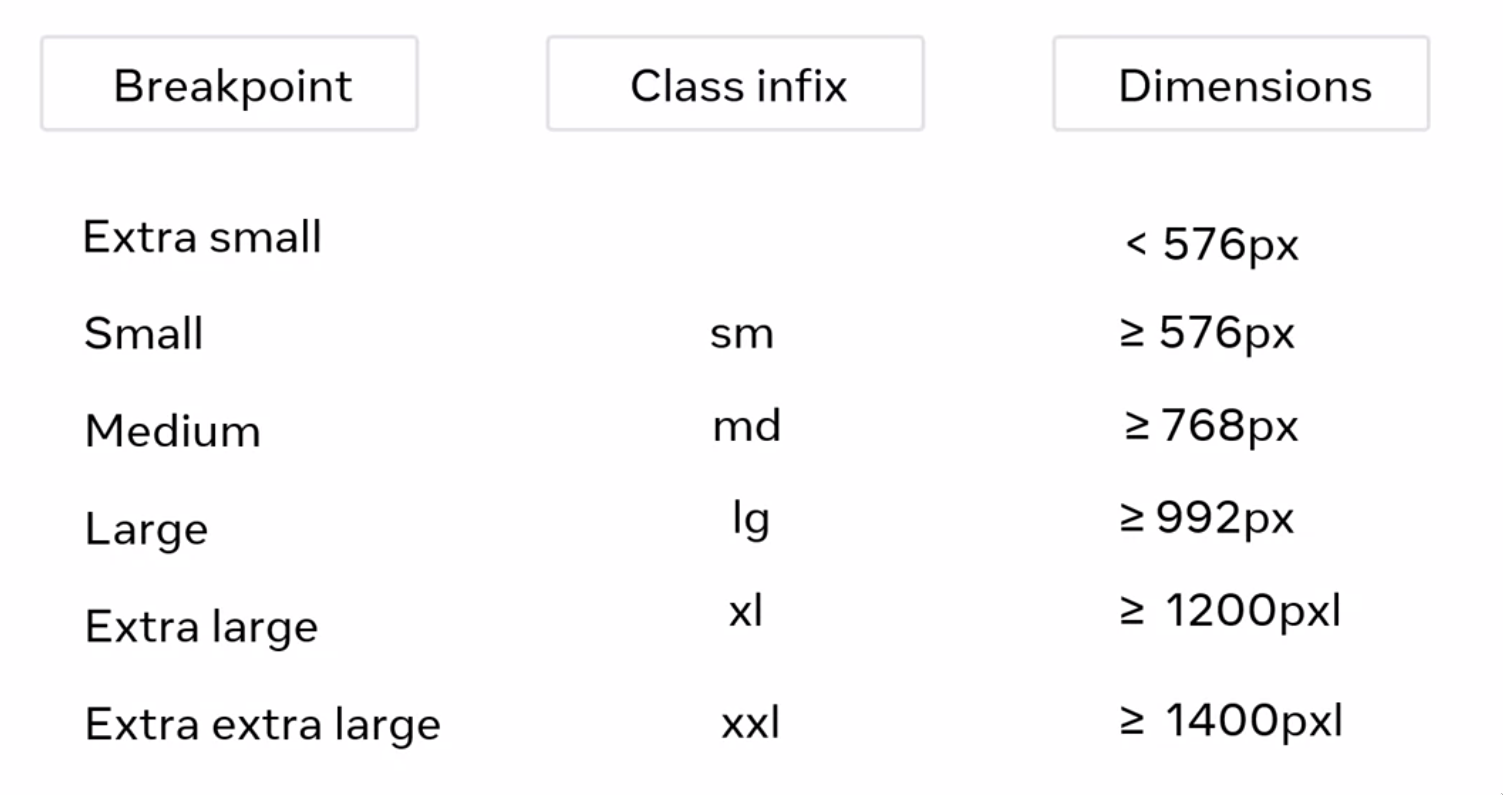 Breakpoint Class infix Dimensions
Extra small < 576px
Small sm ≥ 576px
Medium md ≥ 768px
Large lg ≥ 992px
Extra large xl ≥ 1200pxl
Extra extra large xxl ≥ 1400pxl